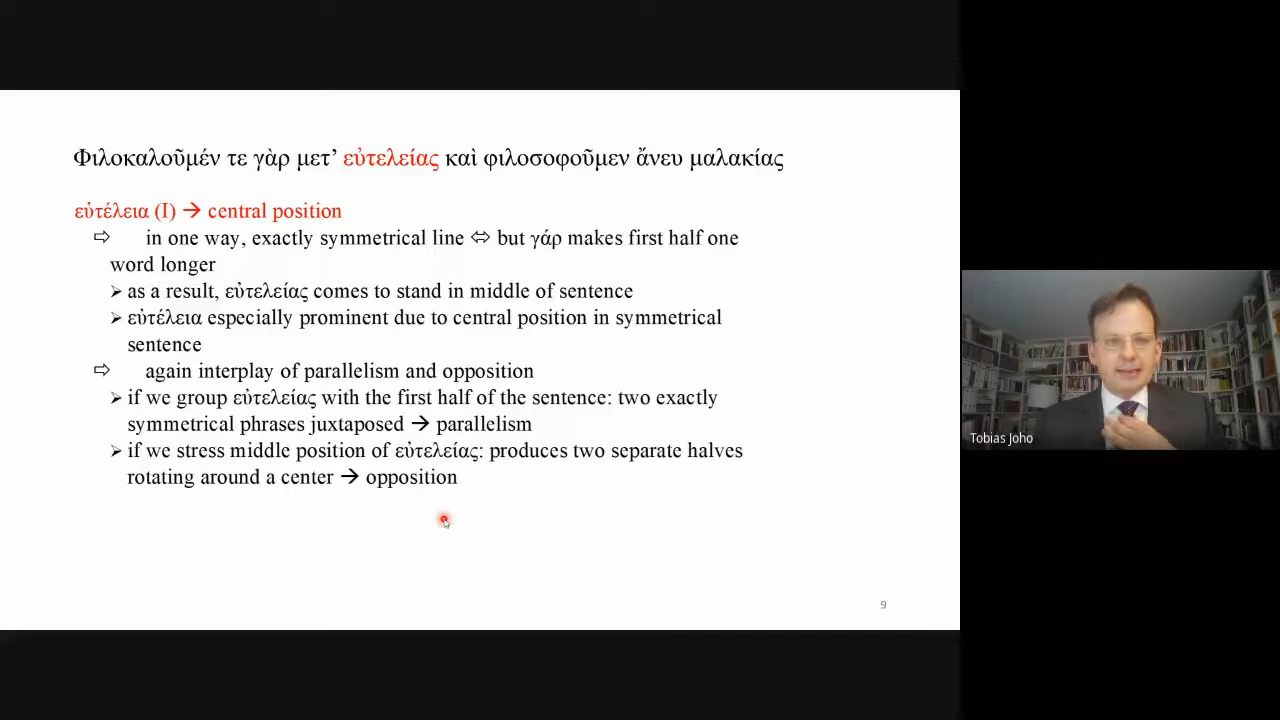 Φιλοκαλοῦμέν τε γὰρ μετ’ εὐτελείας καὶ φιλοσοφοῦμεν ἄνευ μαλακίας
εὐτέλεια (I) → central position
⇨ in one way, exactly symmetrical line ⇔ but γάρ makes first half one
word longer
➢ as a result, εὐτελείας comes to stand in middle of sentence
➢ εὐτέλεια especially prominent due to central position in symmetrical
sentence
⇨ again interplay of parallelism and opposition
➢ if we group εὐτελείας with the first half of the sentence: two exactly
symmetrical phrases juxtaposed → parallelism
➢ if we stress middle position of εὐτελείας: produces two separate halves
rotating around a center → opposition
9
Tobias Joho